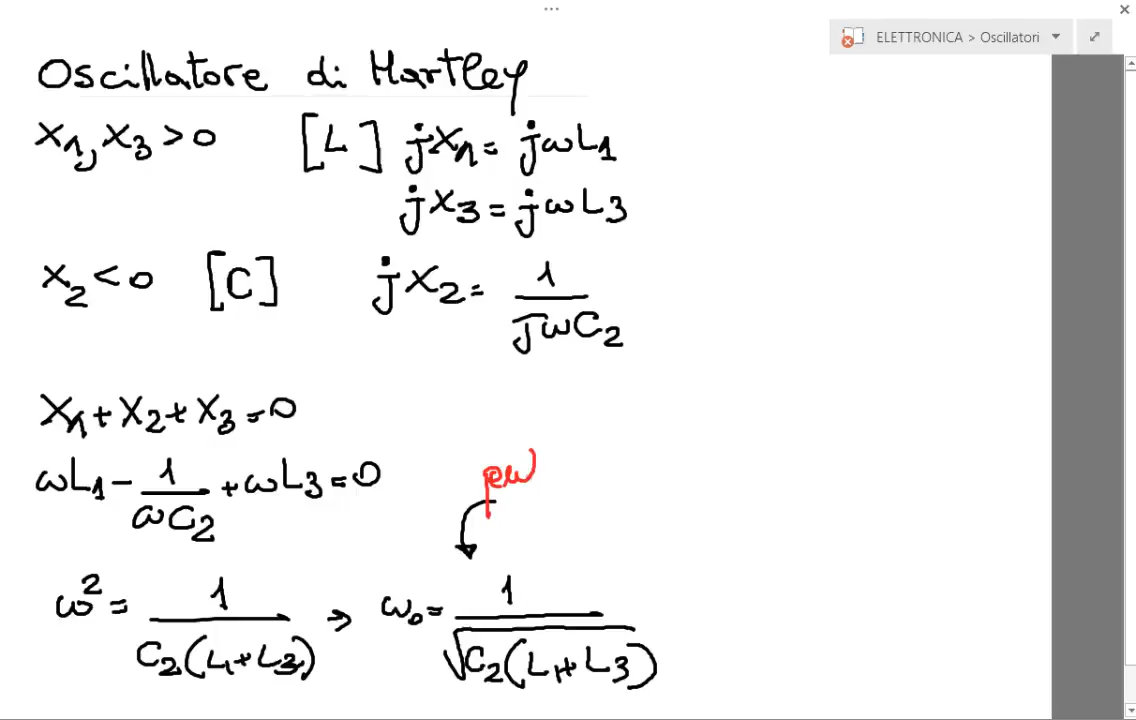 ELETTRONICA > Oscillatori
Oscillatore di Hartley
X1, X3 > 0 [L] jX1 = jωL1
jX3 = jωL3
X2 < 0 [C] jX2 = 1/(jωC2)
X1 + X2 + X3 = 0
ωL1 - 1/(ωC2) + ωL3 = 0
ω² = 1/(C2(L1+L3)) => ω0 = 1/√(C2(L1+L3))